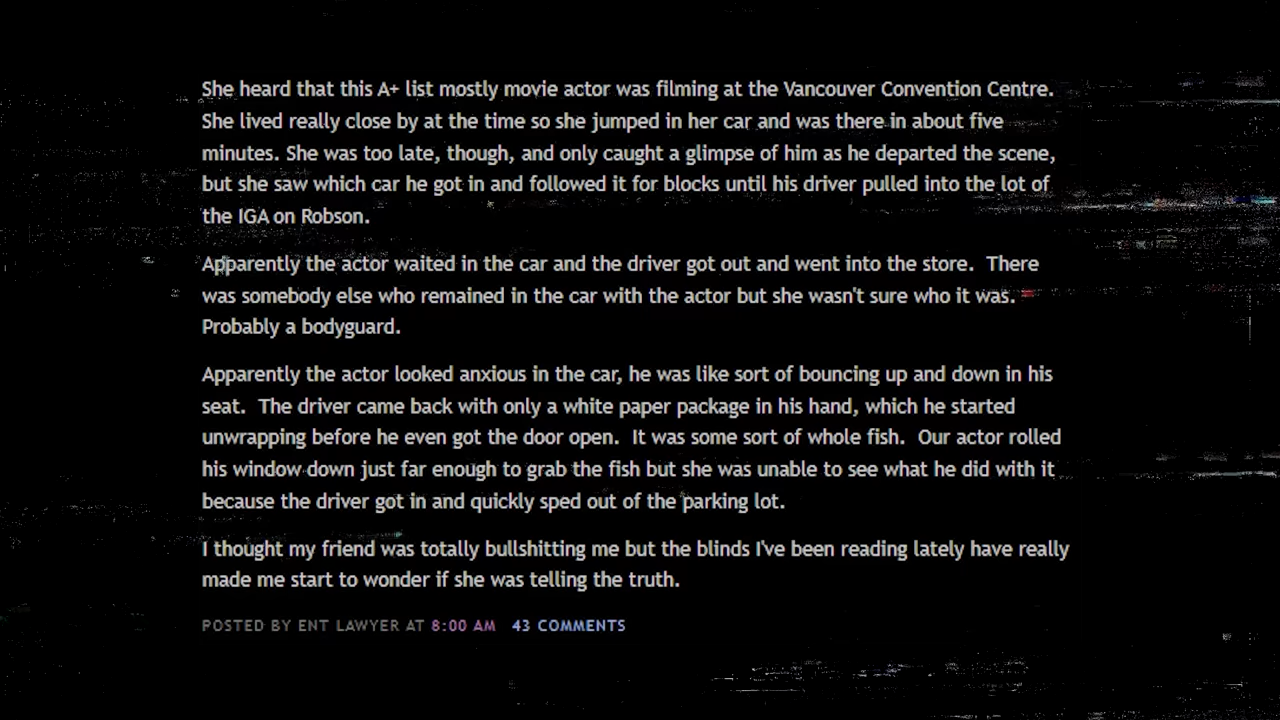 She heard that this A+ list mostly movie actor was filming at the Vancouver Convention Centre.
She lived really close by at the time so she jumped in her car and was there in about five
minutes. She was too late, though, and only caught a glimpse of him as he departed the scene,
but she saw which car he got in and followed it for blocks until his driver pulled into the lot of
the IGA on Robson.
Apparently the actor waited in the car and the driver got out and went into the store. There
was somebody else who remained in the car with the actor but she wasn't sure who it was.
Probably a bodyguard.
Apparently the actor looked anxious in the car, he was like sort of bouncing up and down in his
seat. The driver came back with only a white paper package in his hand, which he started
unwrapping before he even got the door open. It was some sort of whole fish. Our actor rolled
his window down just far enough to grab the fish but she was unable to see what he did with it
because the driver got in and quickly sped out of the parking lot.
I thought my friend was totally bullshitting me but the blinds I've been reading lately have really
made me start to wonder if she was telling the truth.
POSTED BY ENT LAWYER AT 8:00 AM 43 COMMENTS